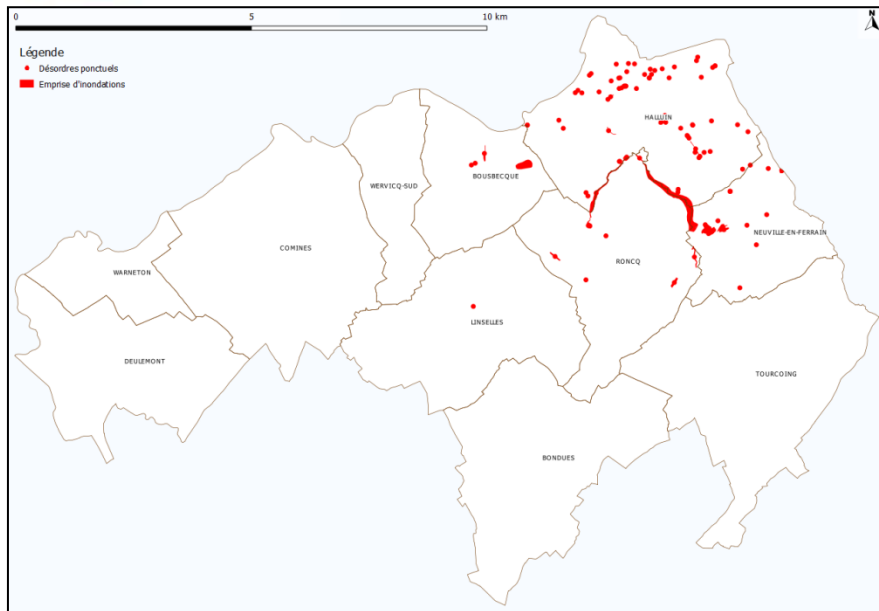 0 5 10 km
N
Légende
Désordres ponctuels
Emprise d'inondations
HALLUIN
BOUSBECQUE
WERVICQ-SUD
NEUVILLE-EN-FERRAIN
COMINES
RONCQ
WARNETON
LINSELLES
DEULEMONT
TOURCOING
BONDUES